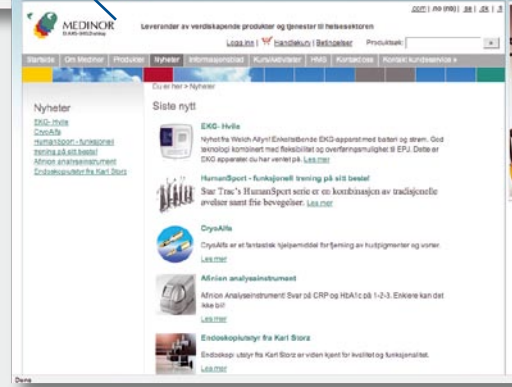 .com | .no (no) | .se | .dk | .fi
MEDINOR
Leverandør av verdiskapende produkter og tjenester til helsesektoren
Logg inn | Handlekurv | Betingelser Produktsøk:
Startside | Om Medinor | Produkter | Nyheter | Informasjonsblad | Kurs/Aktiviteter | HMS | Kontakt oss | Kontakt kundeservice »
Du er her > Nyheter
Nyheter
EKG- Hvile
CryoAlfa
HumanSport - funksjonell
trening på sitt beste!
Afinion analyseinstrument
Endoskopiutstyr fra Karl Storz
Siste nytt
EKG- Hvile
Nyhet fra Welch Allyn! Enkeltstående EKG-apparat med batteri og strøm. God
teknologi kombinert med fleksibilitet og overføringsmulighet til EPJ. Dette er
EKG apparatet du har ventet på. Les mer
HumanSport - funksjonell trening på sitt beste!
Star Trac's HumanSport serie er en kombinasjon av tradisjonelle
øvelser samt frie bevegelser. Les mer
CryoAlfa
CryoAlfa er et fantastisk hjelpemiddel for fjerning av hudpigmenter og vorter.
Les mer
Afinion analyseinstrument
Afinion Analyseinstrument! Svar på CRP og HbA1c på 1-2-3. Enklere kan det
ikke bli!
Les mer
Endoskopiutstyr fra Karl Storz
Endoskopi utstyr fra Karl Storz er viden kjent for kvalitet og funksjonalitet.
Les mer
Done